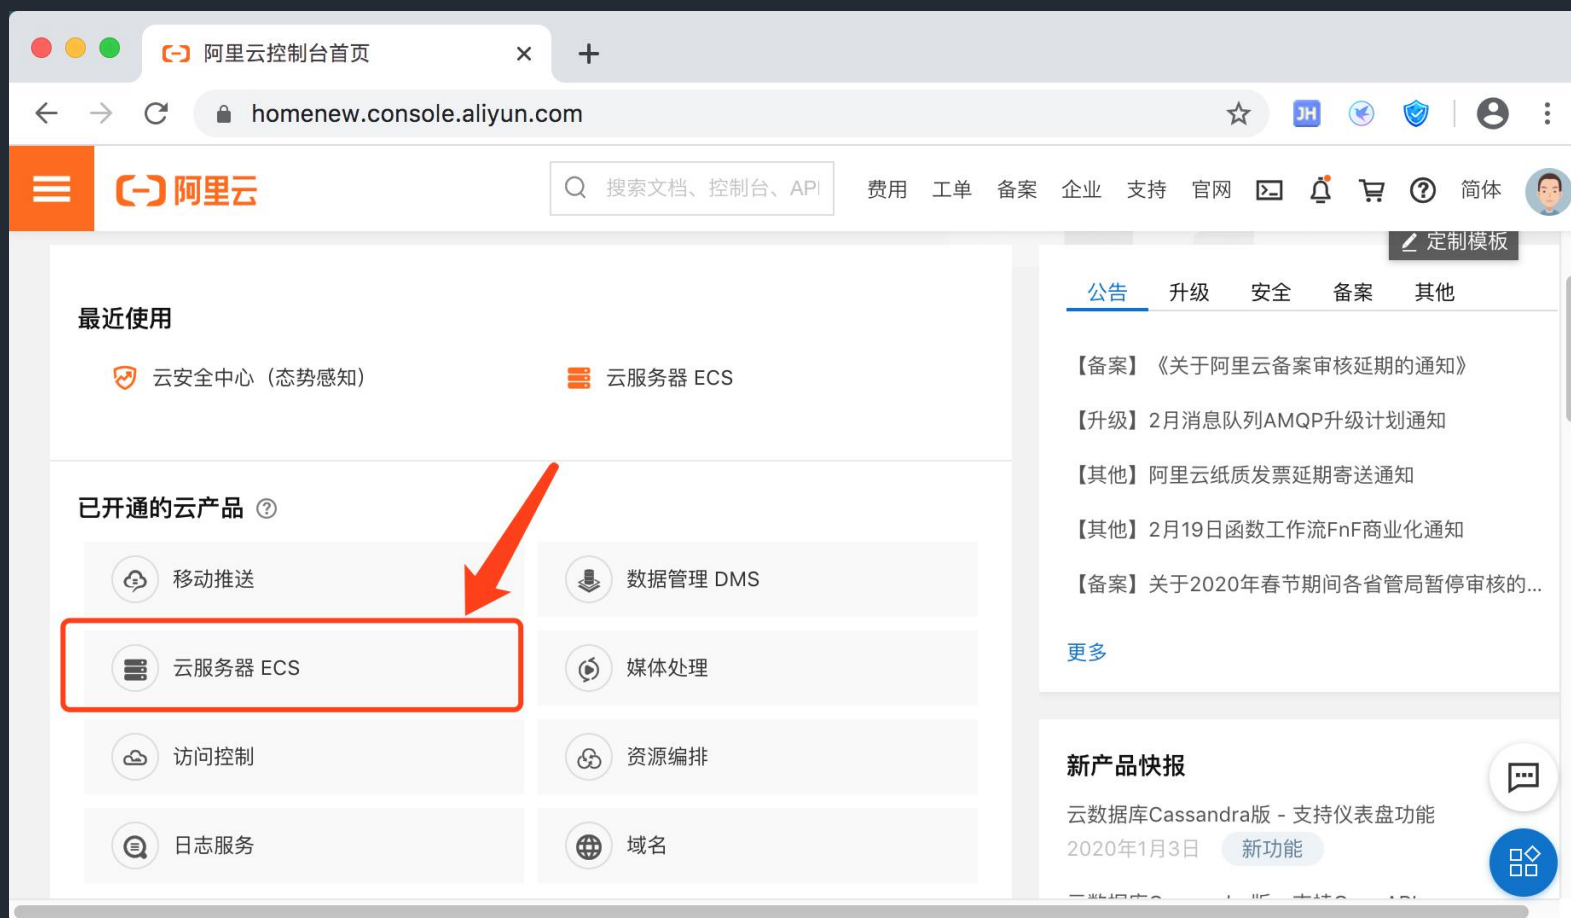 阿里云控制台首页
homenew.console.aliyun.com
JH
阿里云
搜索文档、控制台、API
费用 工单 备案 企业 支持 官网 简体
定制模板
最近使用
云安全中心（态势感知）
云服务器 ECS
已开通的云产品
移动推送
数据管理 DMS
云服务器 ECS
媒体处理
访问控制
资源编排
日志服务
域名
公告 升级 安全 备案 其他
【备案】《关于阿里云备案审核延期的通知》
【升级】2月消息队列AMQP升级计划通知
【其他】阿里云纸质发票延期寄送通知
【其他】2月19日函数工作流FnF商业化通知
【备案】关于2020年春节期间各省管局暂停审核的...
更多
新产品快报
云数据库Cassandra版 - 支持仪表盘功能
2020年1月3日 新功能